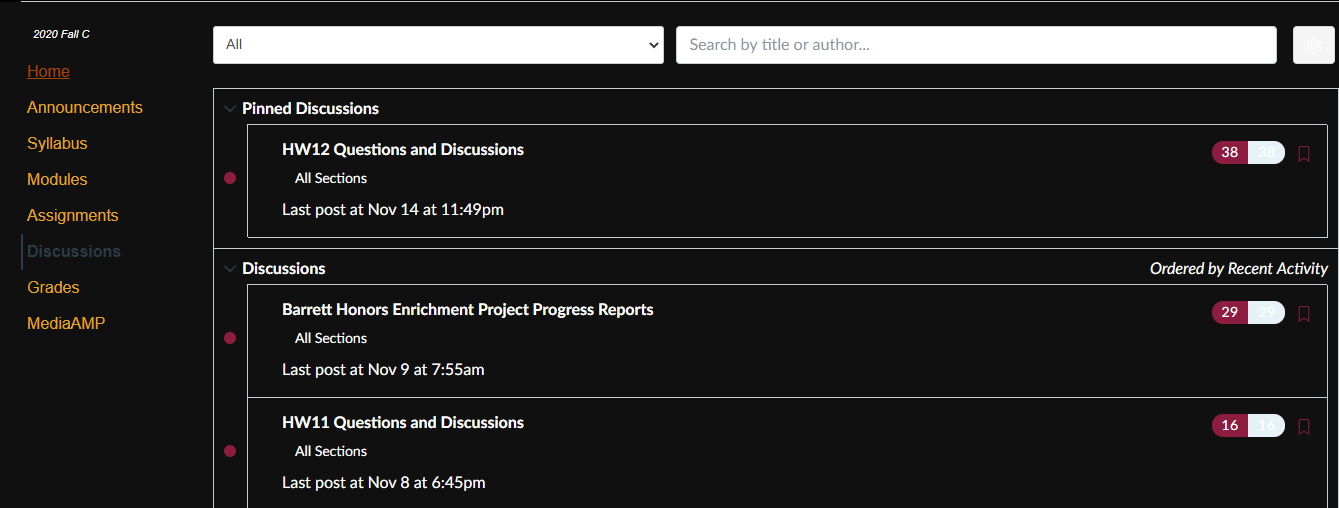 2020 Fall C
Home
Announcements
Syllabus
Modules
Assignments
Discussions
Grades
MediaAMP
All
Search by title or author...
Pinned Discussions
HW12 Questions and Discussions
38 38
All Sections
Last post at Nov 14 at 11:49pm
Discussions
Ordered by Recent Activity
Barrett Honors Enrichment Project Progress Reports
29 29
All Sections
Last post at Nov 9 at 7:55am
HW11 Questions and Discussions
16 16
All Sections
Last post at Nov 8 at 6:45pm